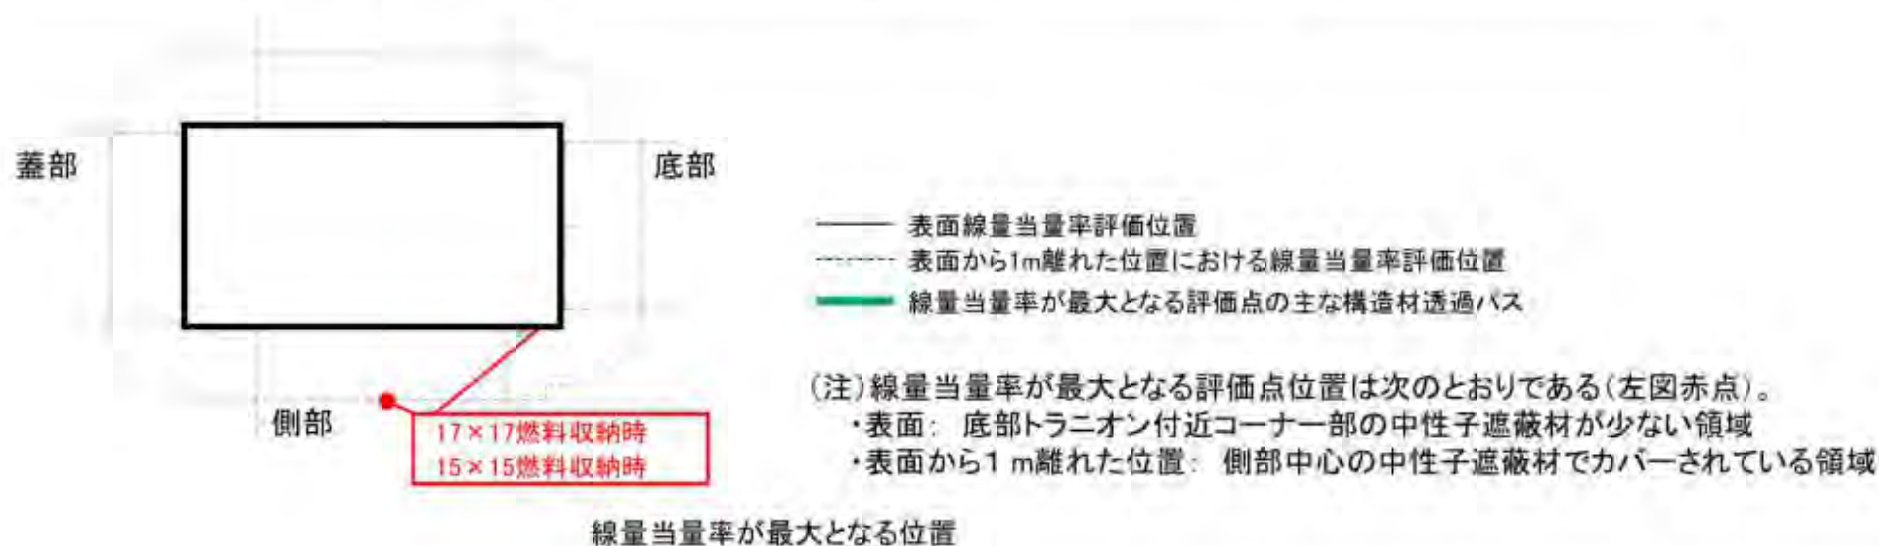 蓋部
底部
側部
17×17燃料収納時
15×15燃料収納時
表面線量当量率評価位置
表面から1m離れた位置における線量当量率評価位置
線量当量率が最大となる評価点の主な構造材透過パス
(注)線量当量率が最大となる評価点位置は次のとおりである(左図赤点)。
・表面: 底部トラニオン付近コーナー部の中性子遮蔽材が少ない領域
・表面から1 m離れた位置: 側部中心の中性子遮蔽材でカバーされている領域
線量当量率が最大となる位置